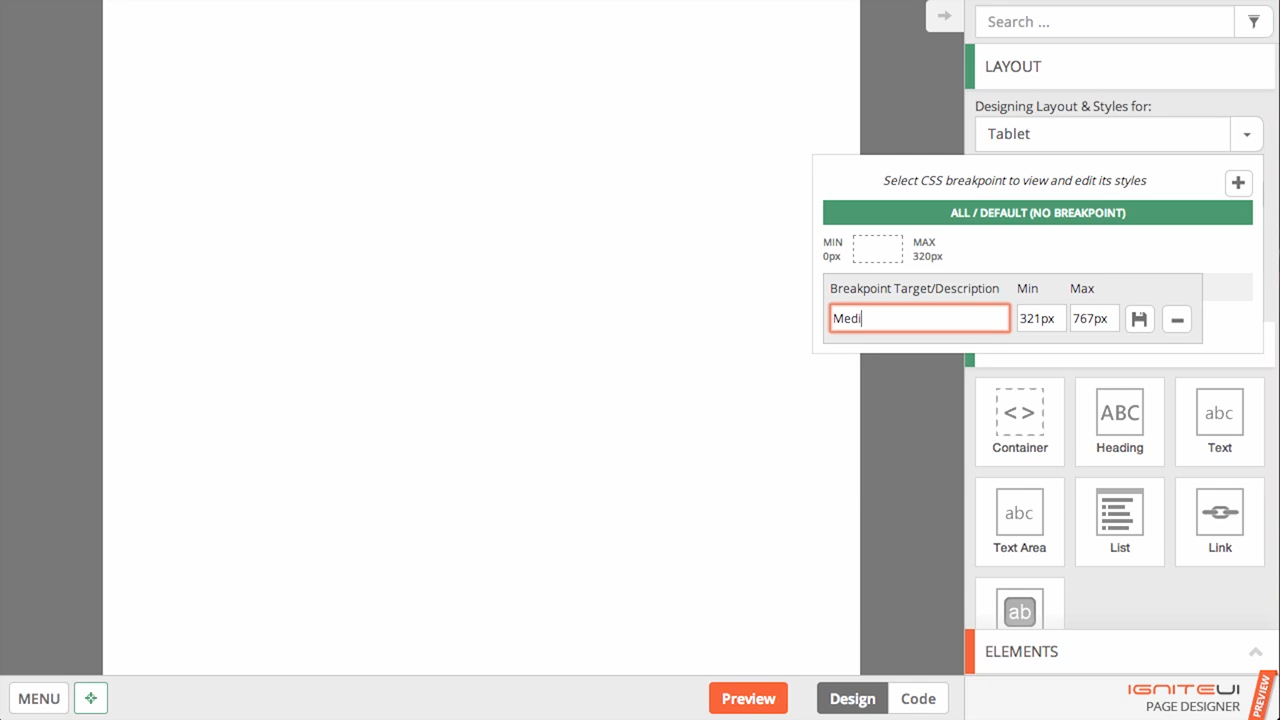 Search ...
LAYOUT
Designing Layout & Styles for:
Tablet
Select CSS breakpoint to view and edit its styles
ALL / DEFAULT (NO BREAKPOINT)
MIN MAX
0px 320px
Breakpoint Target/Description Min Max
Medi 321px 767px
< > ABC abc
Container Heading Text
abc
Text Area List Link
ab
ELEMENTS
MENU Preview Design Code
IGNITEUI
PAGE DESIGNER
PREVIEW